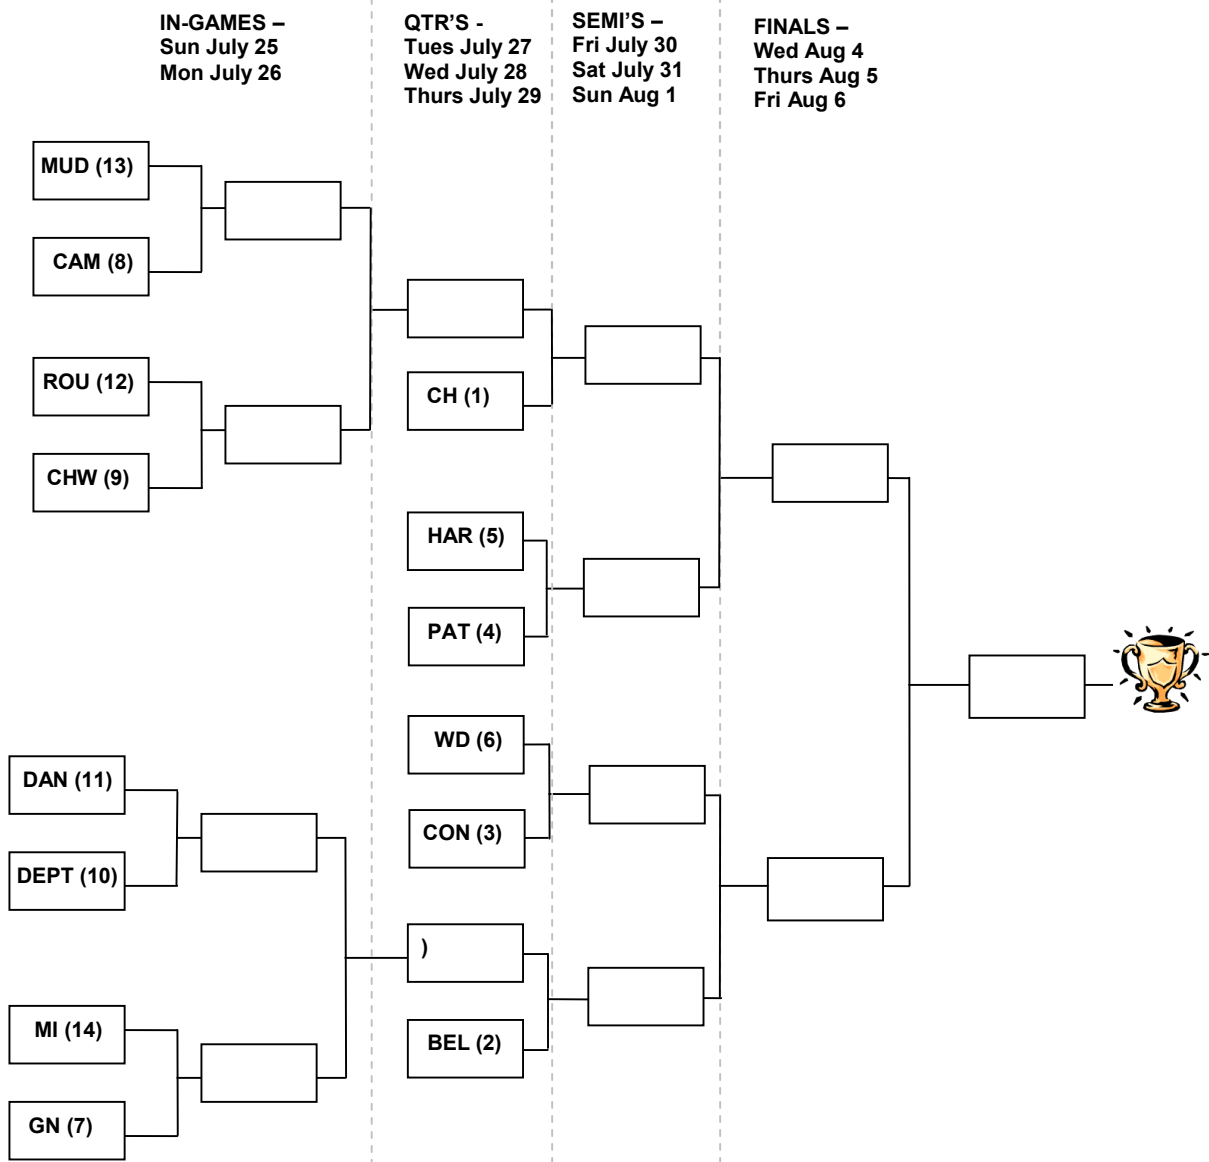 IN-GAMES –
Sun July 25
Mon July 26
QTR'S -
Tues July 27
Wed July 28
Thurs July 29
SEMI'S –
Fri July 30
Sat July 31
Sun Aug 1
FINALS –
Wed Aug 4
Thurs Aug 5
Fri Aug 6
MUD (13)
CAM (8)
ROU (12)
CHW (9)
DAN (11)
DEPT (10)
MI (14)
GN (7)
CH (1)
HAR (5)
PAT (4)
WD (6)
CON (3)
)
BEL (2)